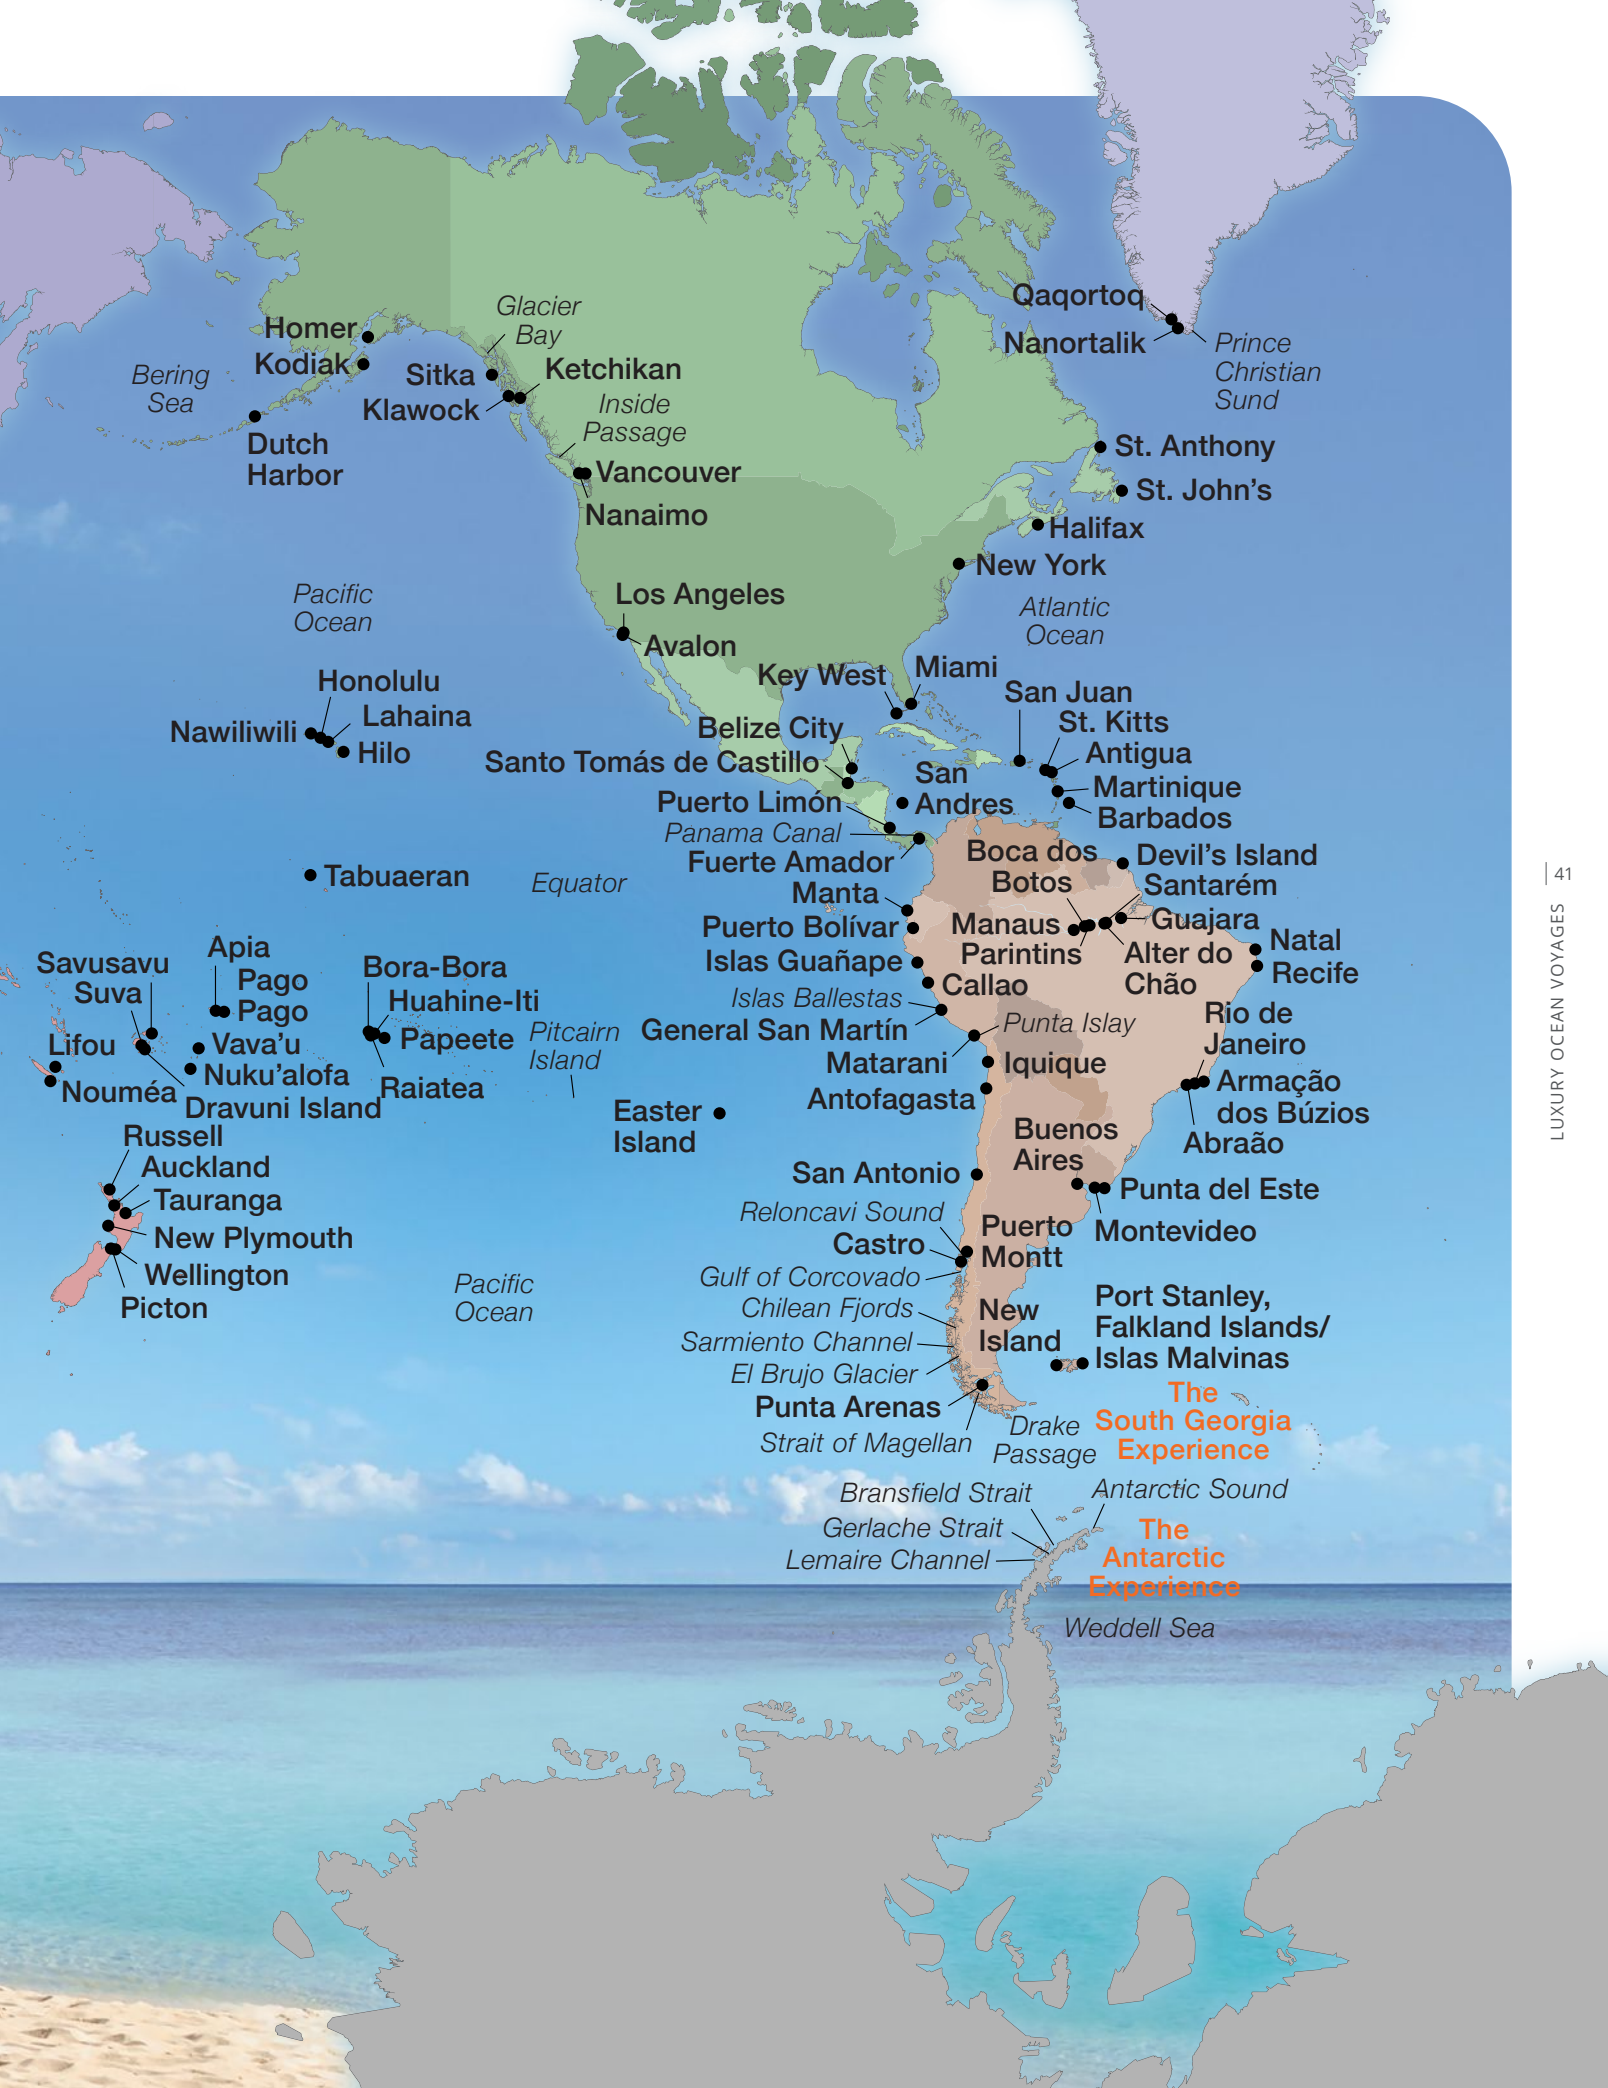 Qaqortoq
Nanortalik
Prince
Christian
Sund
Glacier
Bay
Homer
Kodiak
Bering
Sea
Sitka
Ketchikan
Klawock
Inside
Passage
Dutch
Harbor
Vancouver
Nanaimo
St. Anthony
St. John's
Halifax
New York
Pacific
Ocean
Los Angeles
Avalon
Atlantic
Ocean
Key West
Miami
Honolulu
Lahaina
Nawiliwili
Hilo
San Juan
St. Kitts
Antigua
Martinique
Barbados
Belize City
Santo Tomás de Castillo
San
Andres
Puerto Limón
Panama Canal
Fuerte Amador
Manta
Puerto Bolívar
Islas Guañape
Callao
Islas Ballestas
General San Martín
Matarani
Punta Islay
Iquique
Antofagasta
Boca dos
Botos
Devil's Island
Santarém
Guajara
Manaus
Parintins
Alter do
Chão
Natal
Recife
Rio de
Janeiro
Armação
dos Búzios
Abraão
Tabuaeran
Equator
41
LUXURY OCEAN VOYAGES
Savusavu
Suva
Apia
Pago
Pago
Bora-Bora
Huahine-Iti
Papeete
Raiatea
Pitcairn
Island
Lifou
Nouméa
Vava'u
Nuku'alofa
Dravuni Island
Easter
Island
Russell
Auckland
Tauranga
New Plymouth
Wellington
Picton
Pacific
Ocean
Buenos
Aires
San Antonio
Punta del Este
Montevideo
Reloncavi Sound
Castro
Puerto
Montt
Gulf of Corcovado
Chilean Fjords
Sarmiento Channel
El Brujo Glacier
New
Island
Port Stanley,
Falkland Islands/
Islas Malvinas
Punta Arenas
Strait of Magellan
Drake
Passage
The
South Georgia
Experience
Bransfield Strait
Gerlache Strait
Lemaire Channel
Antarctic Sound
The
Antarctic
Experience
Weddell Sea